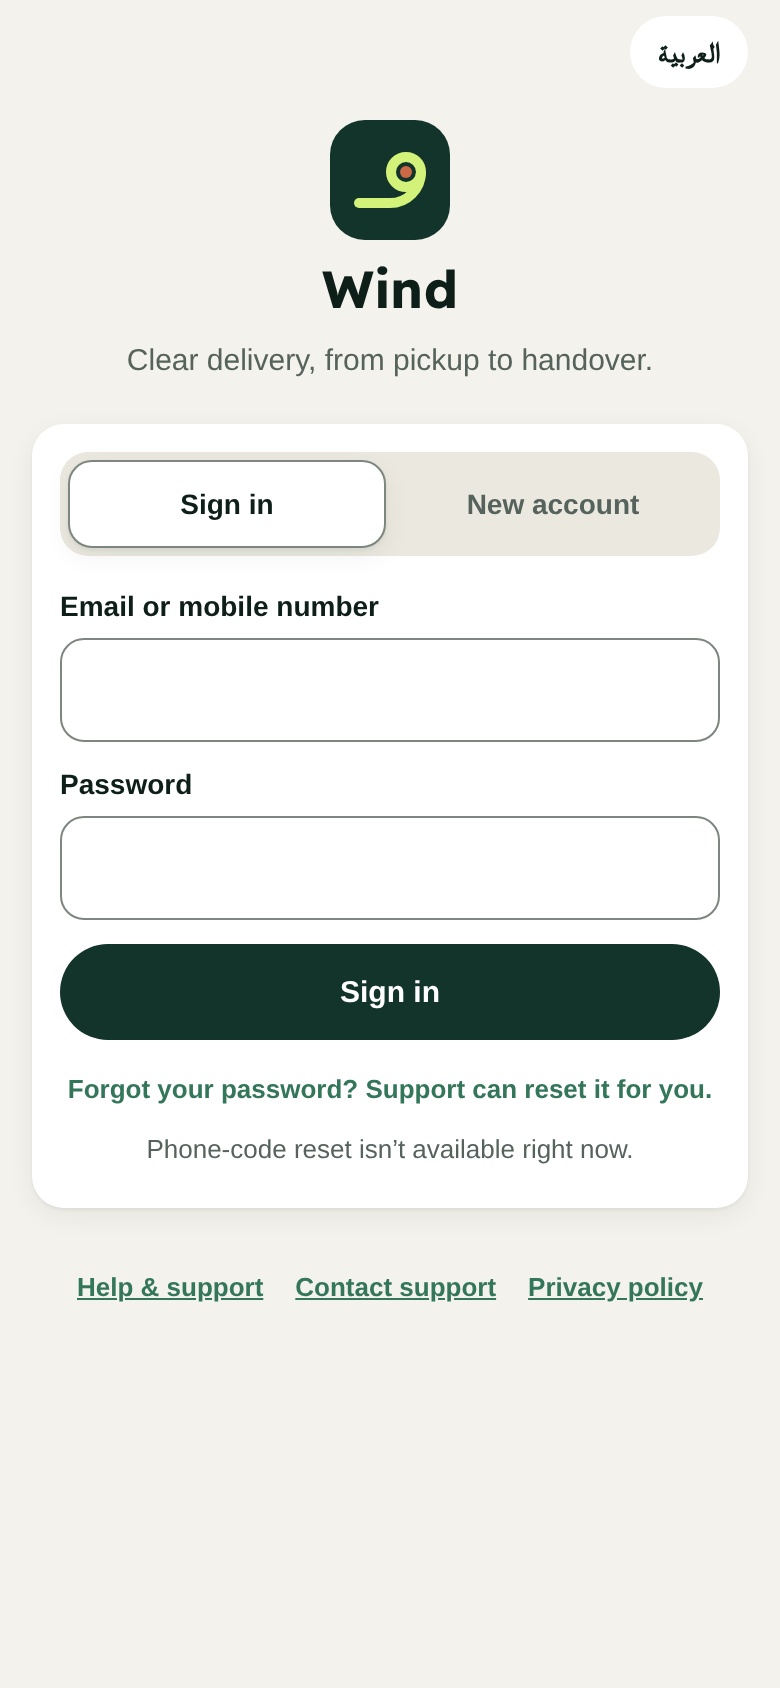 العربية
Wind
Clear delivery, from pickup to handover.
Sign in
New account
Email or mobile number
Password
Sign in
Forgot your password? Support can reset it for you.
Phone-code reset isn’t available right now.
Help & support
Contact support
Privacy policy